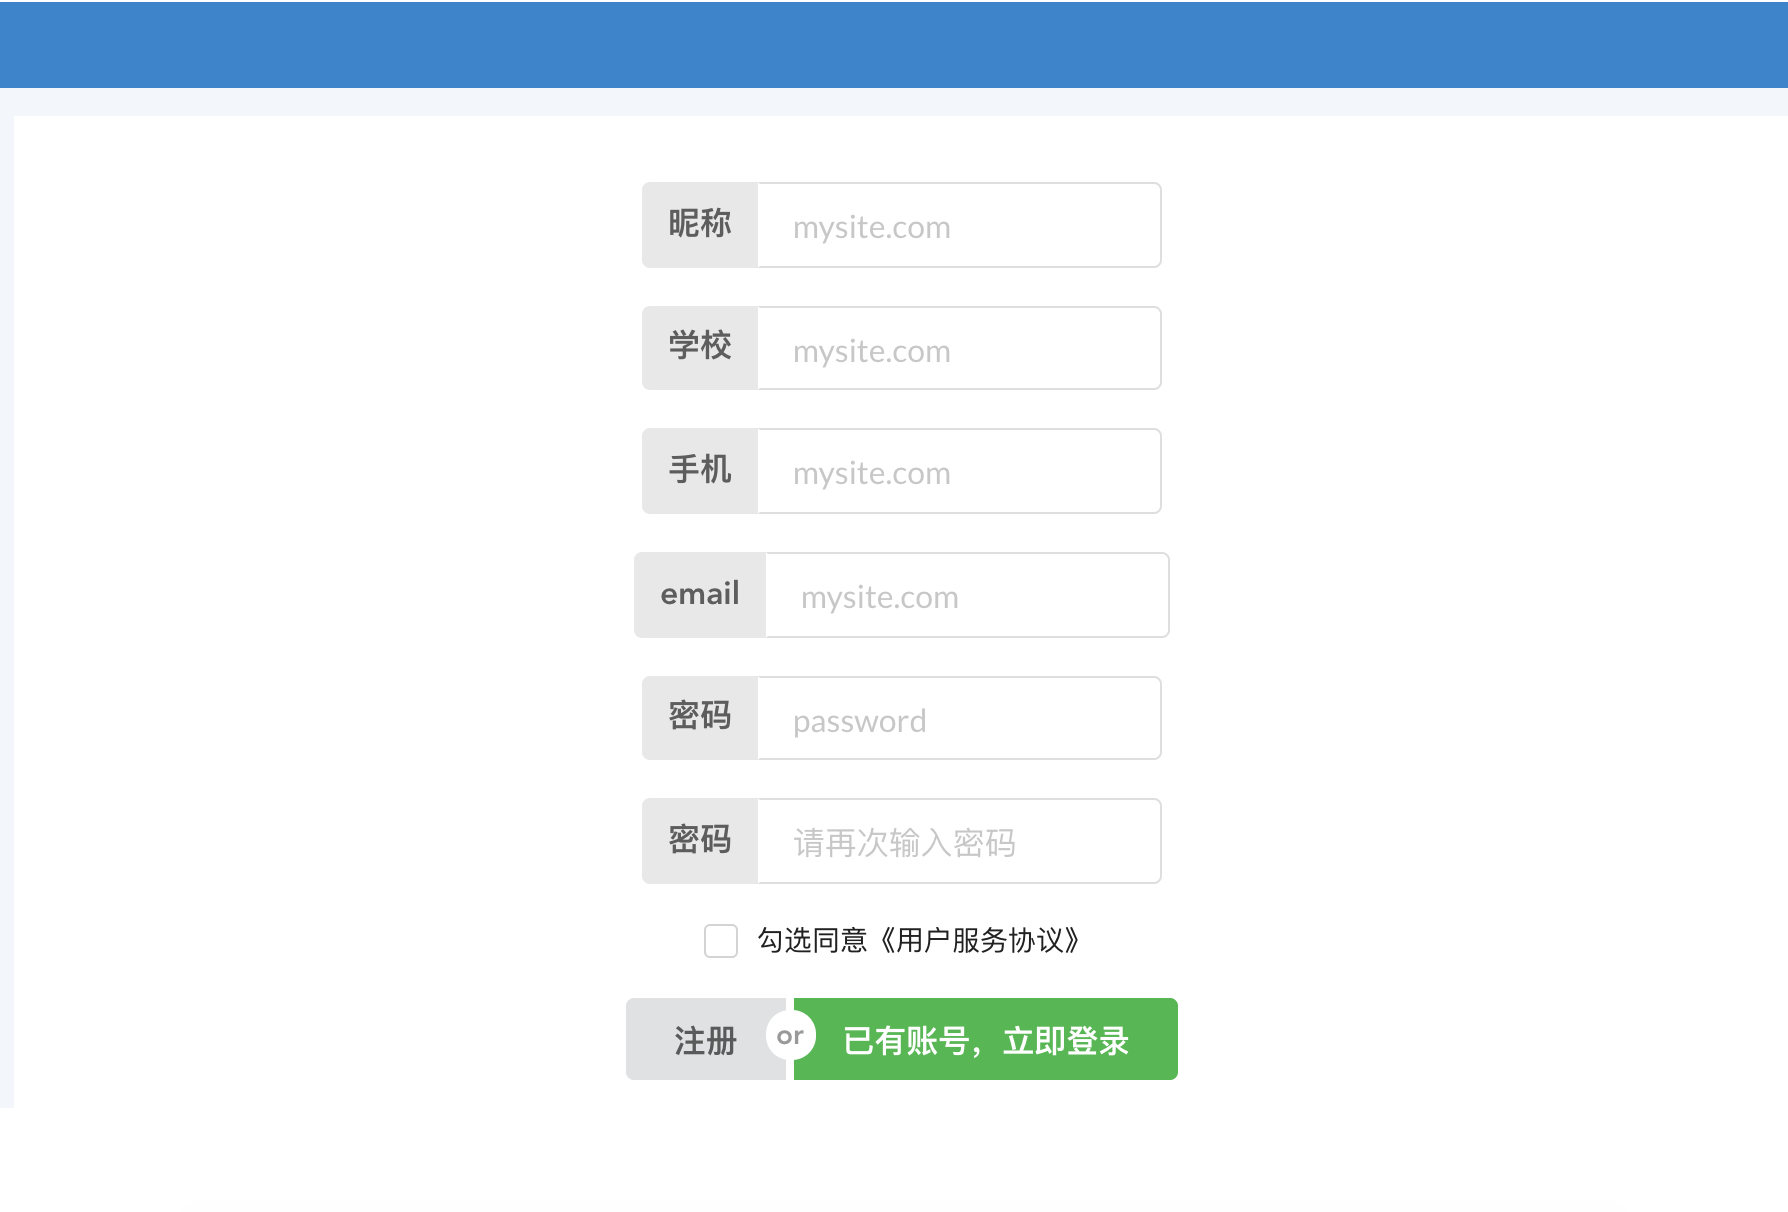 昵称 mysite.com
学校 mysite.com
手机 mysite.com
email mysite.com
密码 password
密码 请再次输入密码
勾选同意《用户服务协议》
注册 or 已有账号，立即登录